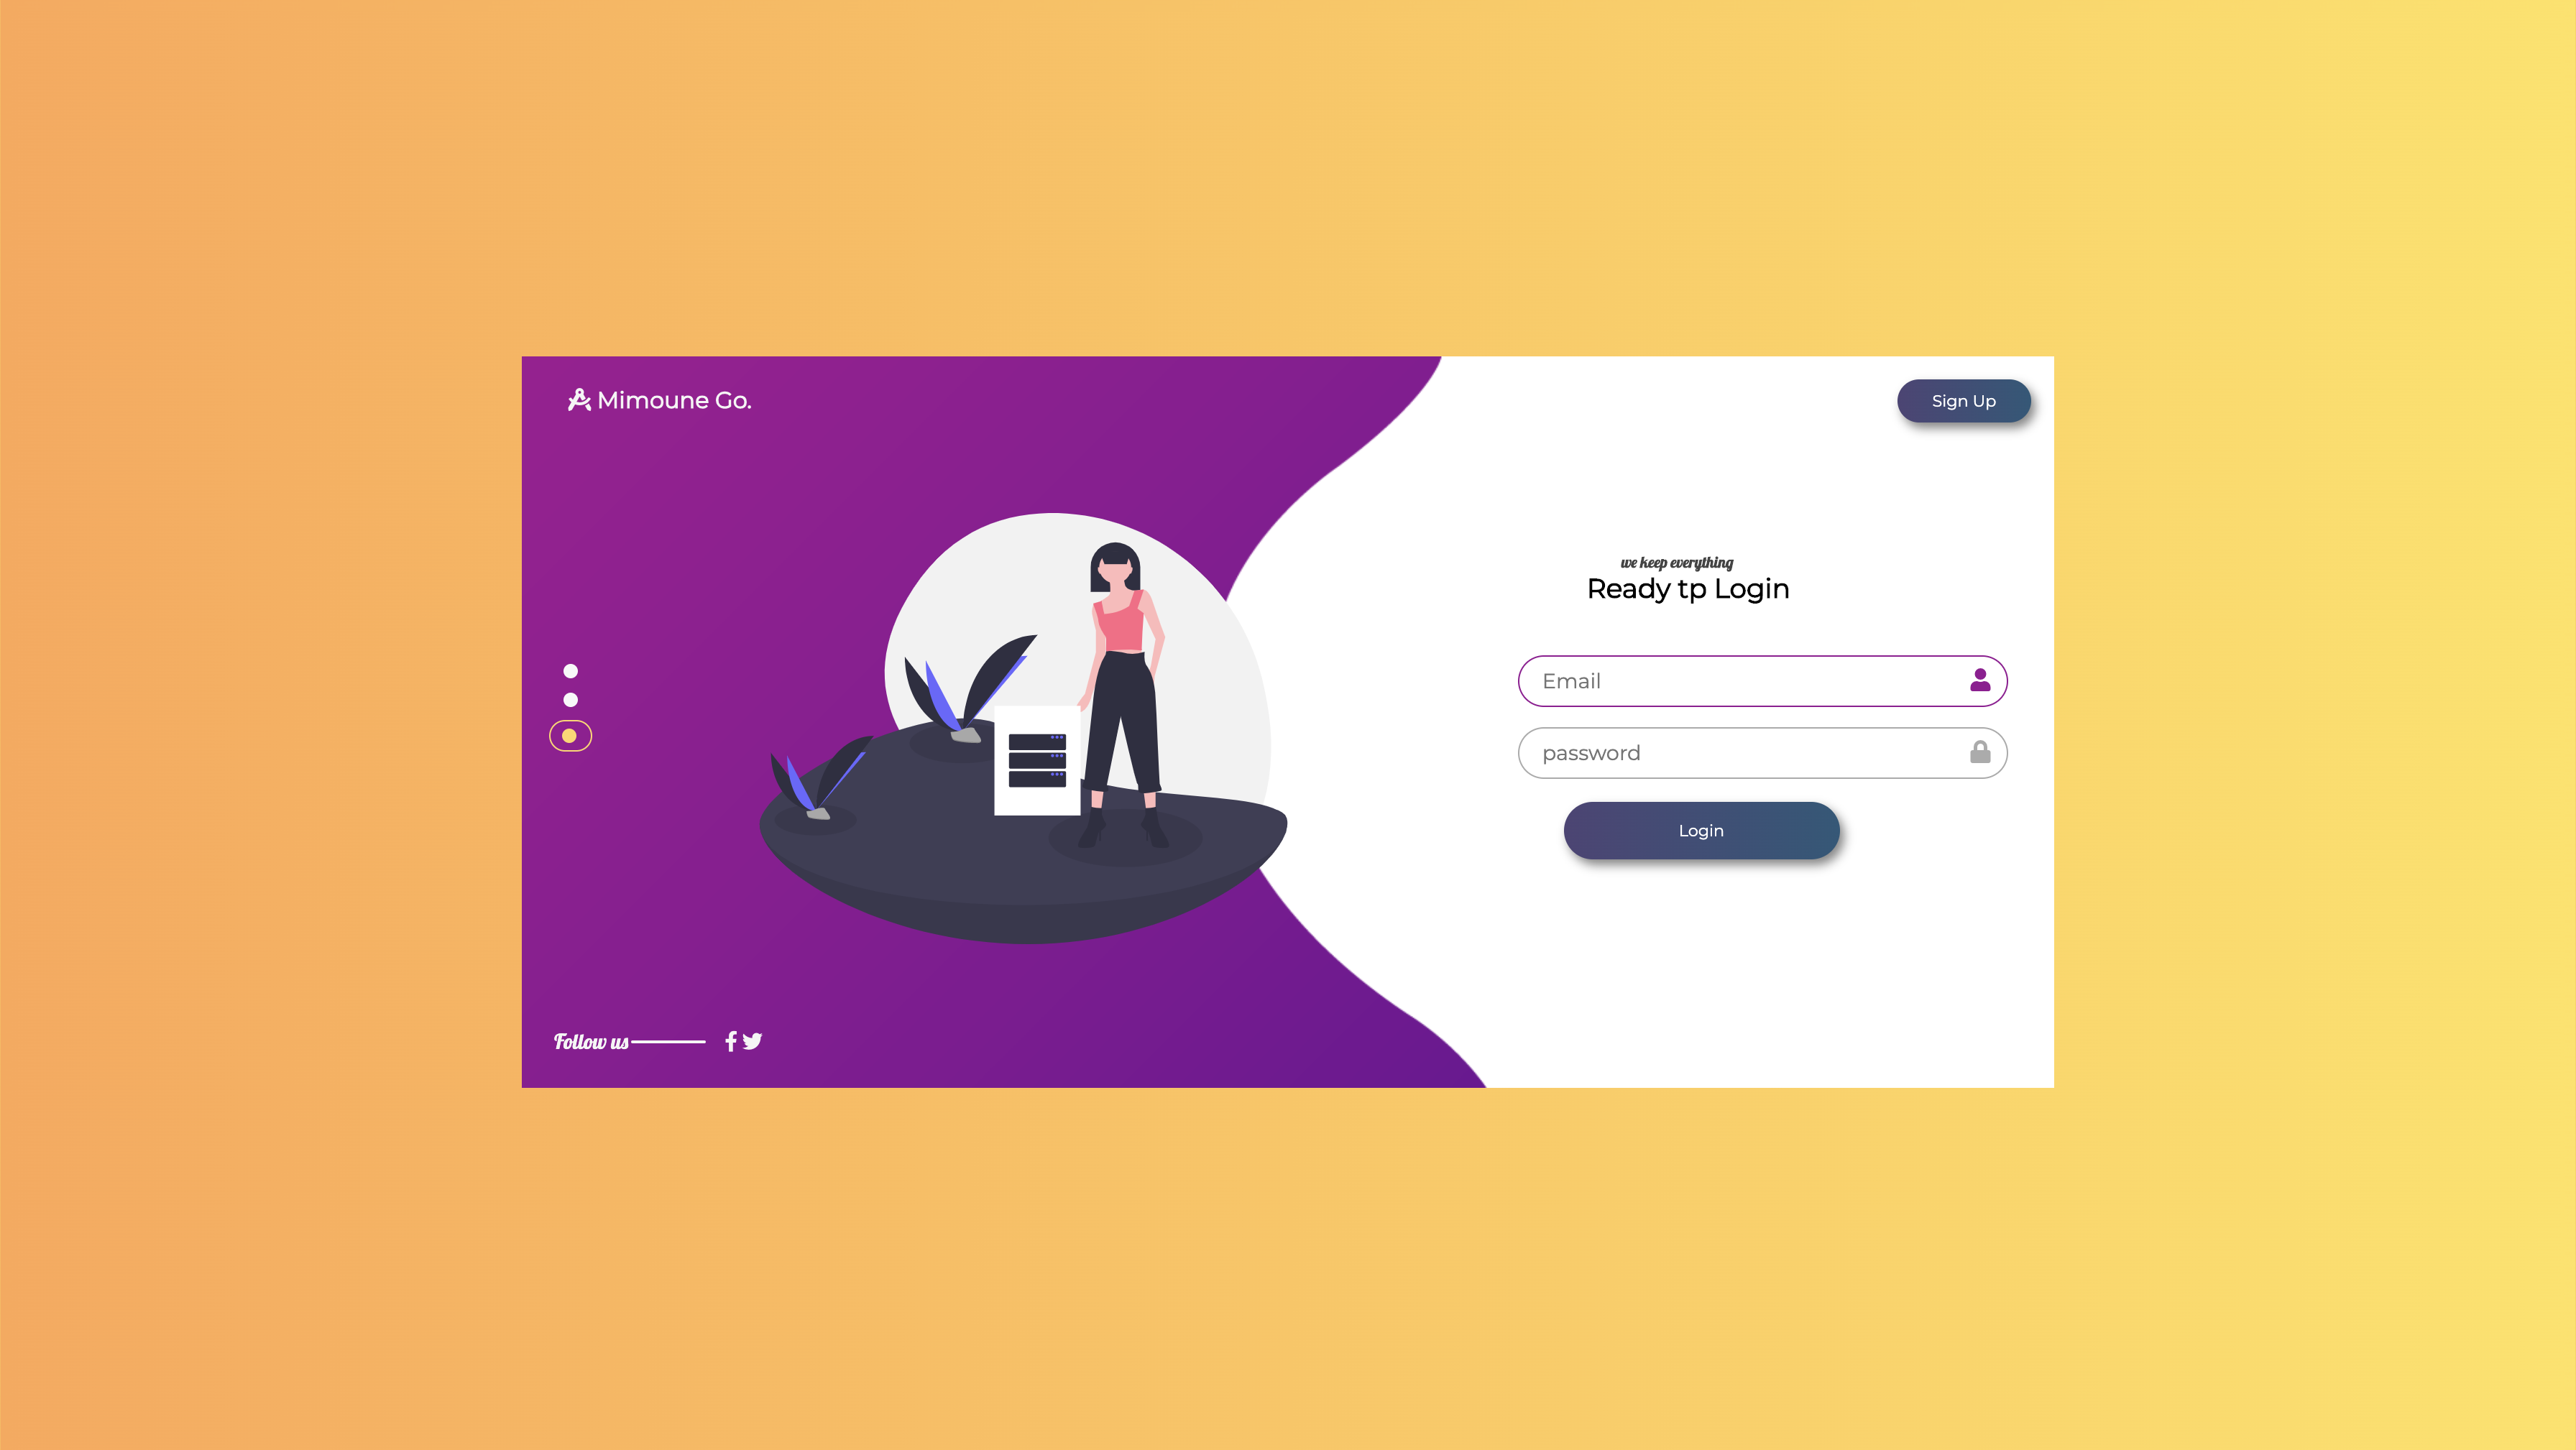 Mimoune Go.
Sign Up
we keep everything
Ready tp Login
Email
password
Login
Follow us